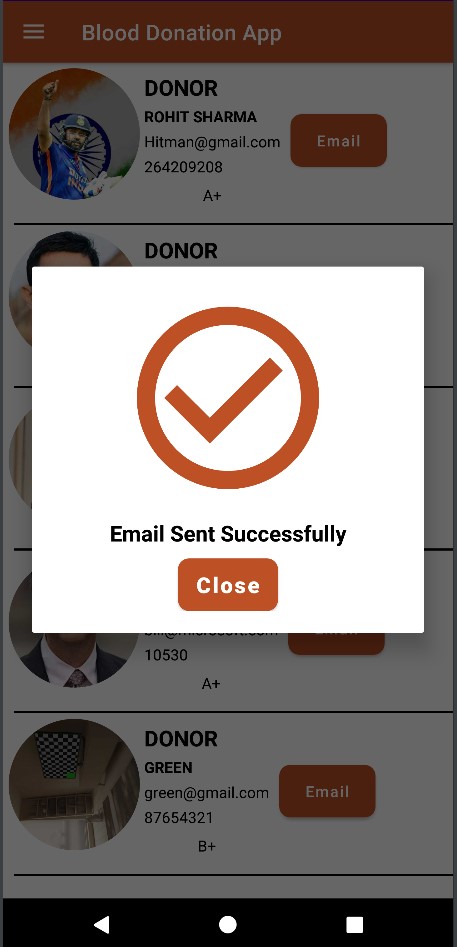 Blood Donation App
DONOR
ROHIT SHARMA
Hitman@gmail.com
Email
264209208
A+
DONOR
Email Sent Successfully
Close
10530
A+
DONOR
GREEN
green@gmail.com
Email
87654321
B+